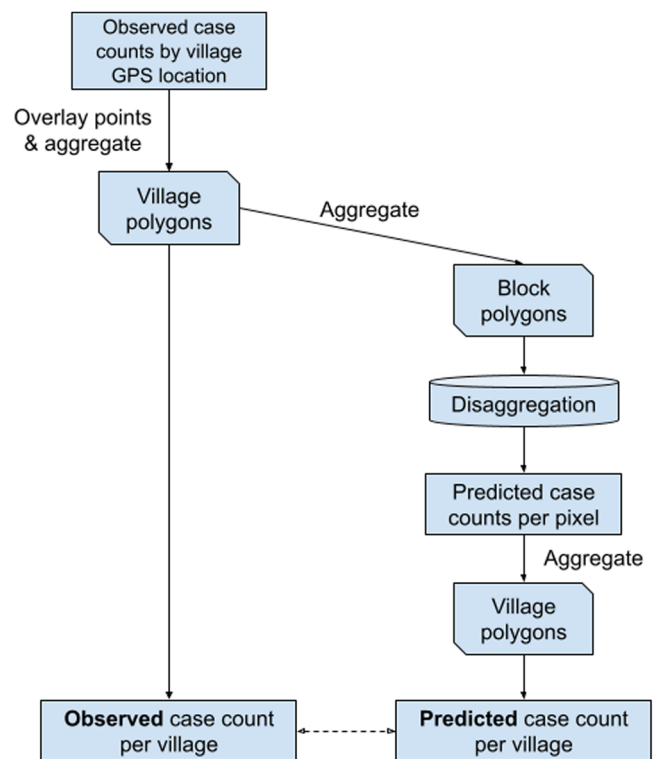 Observed case
counts by village
GPS location
Overlay points
& aggregate
Village
polygons
Aggregate
Block
polygons
Disaggregation
Predicted case
counts per pixel
Aggregate
Village
polygons
Observed case count
per village
Predicted case count
per village